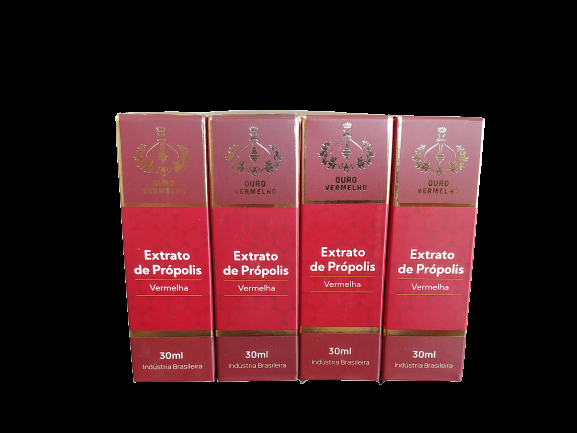 OURO
VERMELHO
Extrato
de Própolis
Vermelha
30ml
Indústria Brasileira
OURO
VERMELHO
Extrato
de Própolis
Vermelha
30ml
Indústria Brasileira
OURO
VERMELHO
Extrato
de Própolis
Vermelha
30ml
Indústria Brasileira
OURO
VERMELHO
Extrato
de Própolis
Vermelha
30ml
Indústria Brasileira